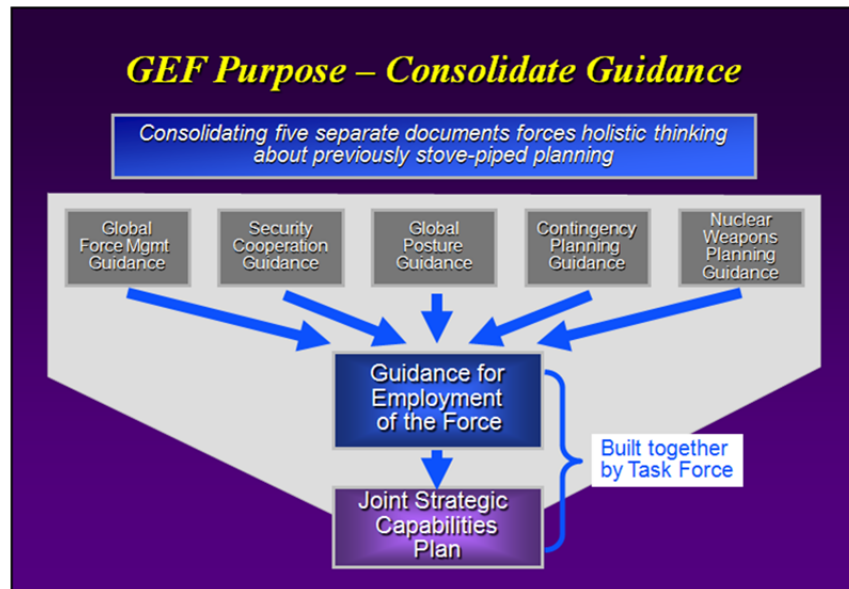 GEF Purpose – Consolidate Guidance
Consolidating five separate documents forces holistic thinking
about previously stove-piped planning
Global
Force Mgmt
Guidance
Security
Cooperation
Guidance
Global
Posture
Guidance
Contingency
Planning
Guidance
Nuclear
Weapons
Planning
Guidance
Guidance for
Employment
of the Force
Built together
by Task Force
Joint Strategic
Capabilities
Plan